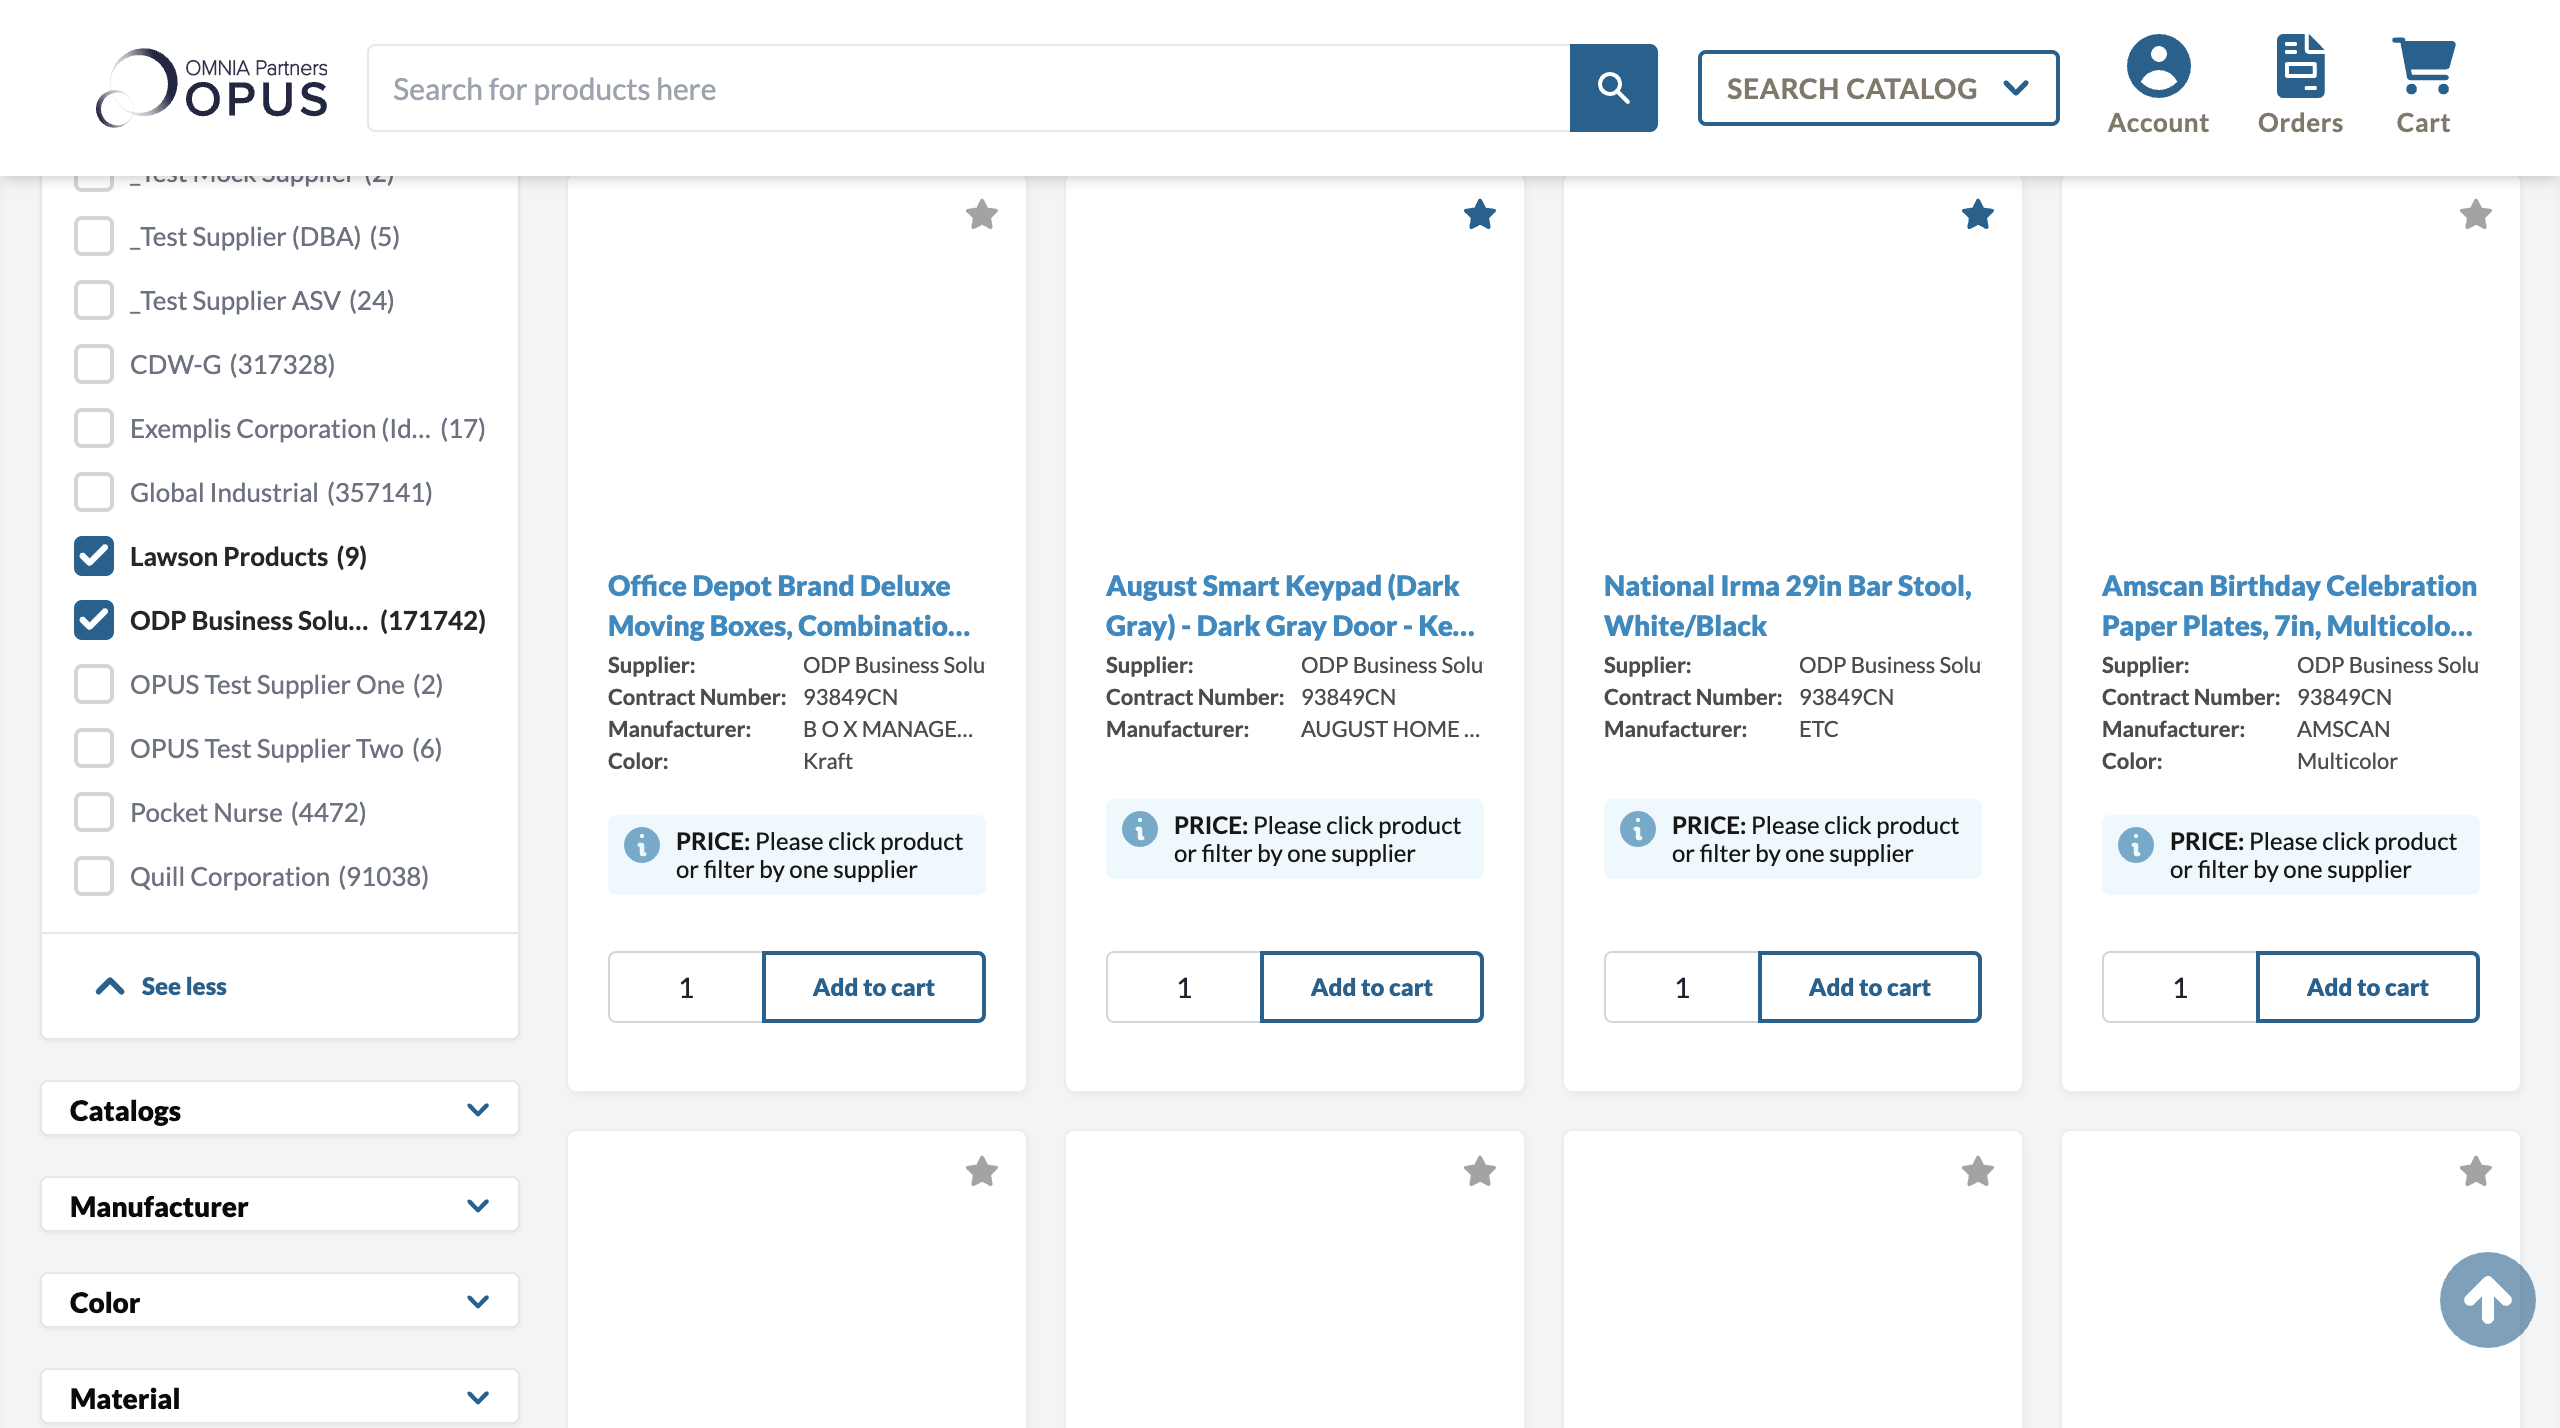 OMNIA Partners
OPUS
Search for products here
SEARCH CATALOG
Account
Orders
Cart
_Test Mock Supplier (2)
_Test Supplier (DBA) (5)
_Test Supplier ASV (24)
CDW-G (317328)
Exemplis Corporation (Id... (17)
Global Industrial (357141)
Lawson Products (9)
ODP Business Solu... (171742)
OPUS Test Supplier One (2)
OPUS Test Supplier Two (6)
Pocket Nurse (4472)
Quill Corporation (91038)
See less
Catalogs
Manufacturer
Color
Material
Office Depot Brand Deluxe
Moving Boxes, Combinatio...
Supplier: ODP Business Solu
Contract Number: 93849CN
Manufacturer: B O X MANAGE...
Color: Kraft
PRICE: Please click product
or filter by one supplier
1 Add to cart
August Smart Keypad (Dark
Gray) - Dark Gray Door - Ke...
Supplier: ODP Business Solu
Contract Number: 93849CN
Manufacturer: AUGUST HOME ...
PRICE: Please click product
or filter by one supplier
1 Add to cart
National Irma 29in Bar Stool,
White/Black
Supplier: ODP Business Solu
Contract Number: 93849CN
Manufacturer: ETC
PRICE: Please click product
or filter by one supplier
1 Add to cart
Amscan Birthday Celebration
Paper Plates, 7in, Multicolo...
Supplier: ODP Business Solu
Contract Number: 93849CN
Manufacturer: AMSCAN
Color: Multicolor
PRICE: Please click product
or filter by one supplier
1 Add to cart